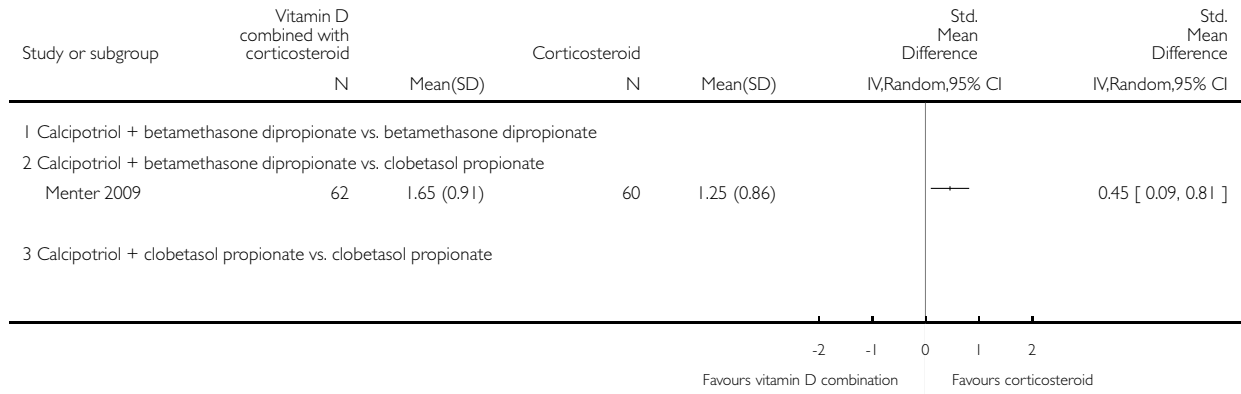 Study or subgroup
Vitamin D
combined with
corticosteroid
Corticosteroid
Std.
Mean
Difference
Std.
Mean
Difference
N Mean(SD) N Mean(SD) IV,Random,95% CI IV,Random,95% CI
1 Calcipotriol + betamethasone dipropionate vs. betamethasone dipropionate
2 Calcipotriol + betamethasone dipropionate vs. clobetasol propionate
Menter 2009 62 1.65 (0.91) 60 1.25 (0.86) 0.45 [ 0.09, 0.81 ]
3 Calcipotriol + clobetasol propionate vs. clobetasol propionate
-2 -1 0 1 2
Favours vitamin D combination Favours corticosteroid